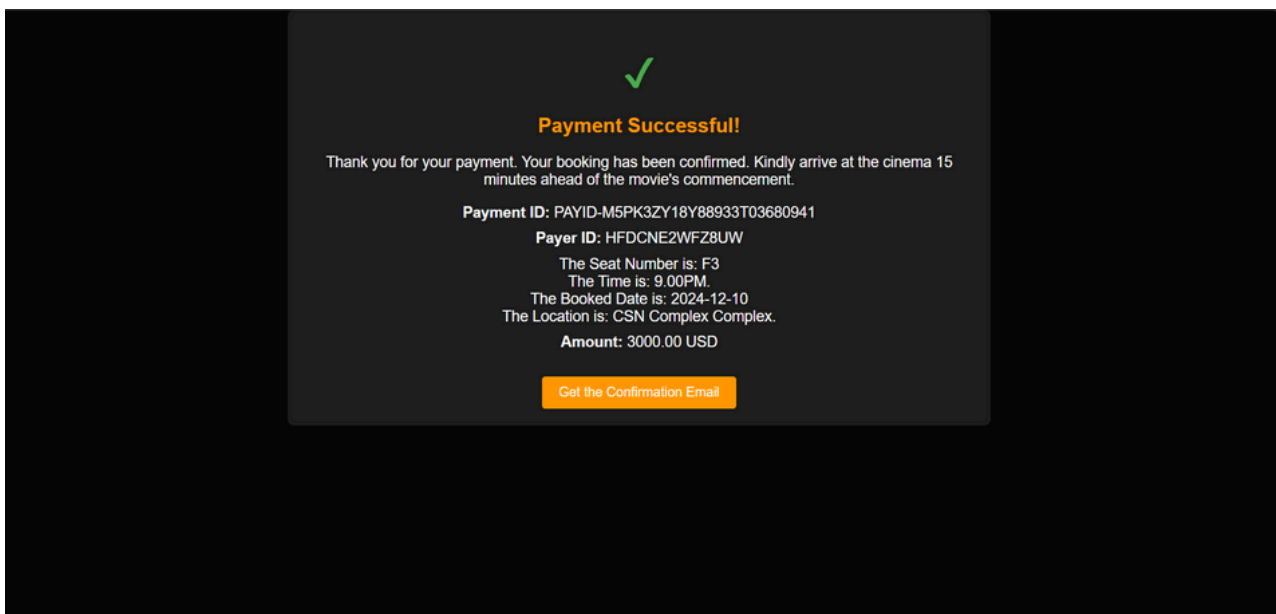 Payment Successful!
Thank you for your payment. Your booking has been confirmed. Kindly arrive at the cinema 15
minutes ahead of the movie's commencement.
Payment ID: PAYID-M5PK3ZY18Y88933T03680941
Payer ID: HFDCNE2WFZ8UW
The Seat Number is: F3
The Time is: 9.00PM.
The Booked Date is: 2024-12-10
The Location is: CSN Complex Complex.
Amount: 3000.00 USD
Get the Confirmation Email